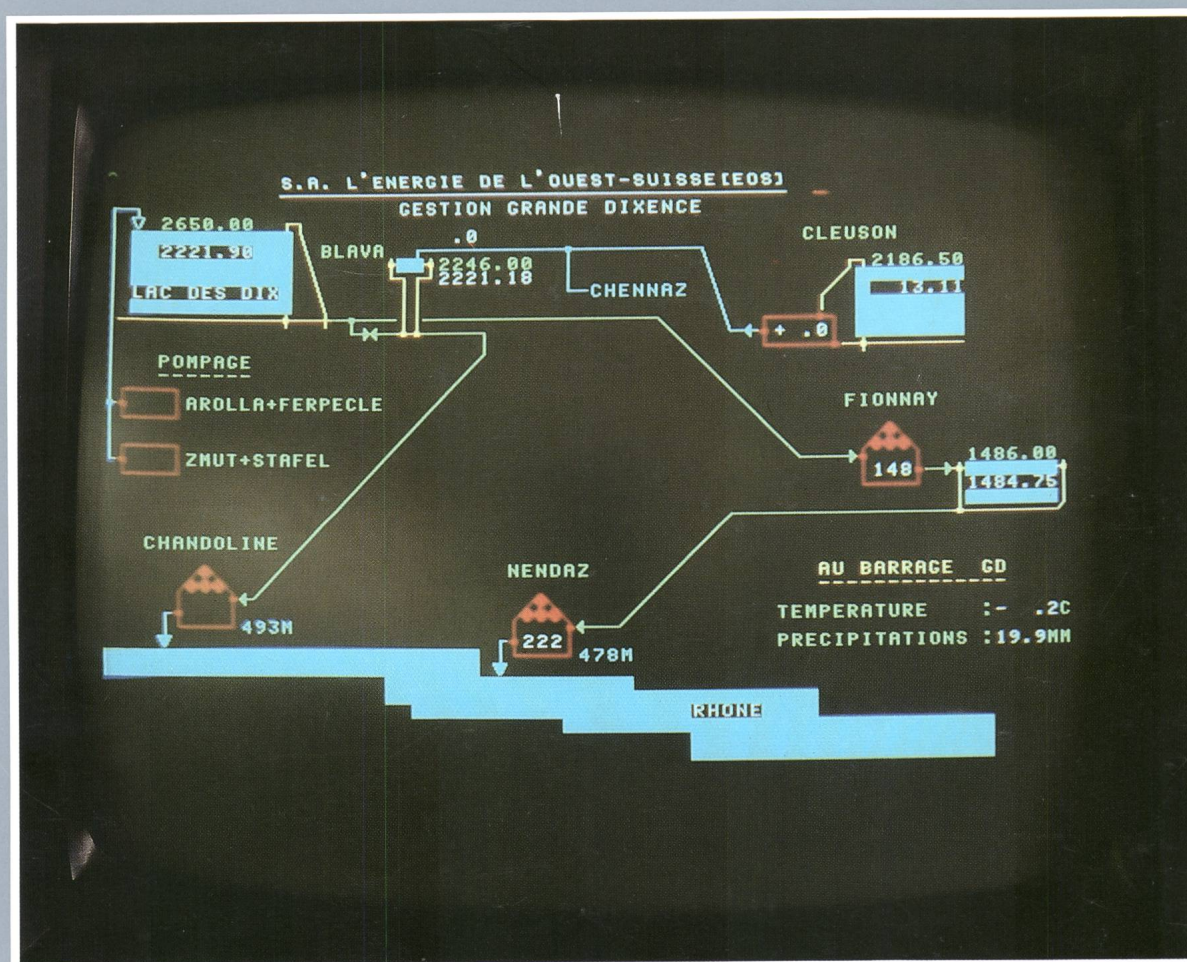 S.A. L'ENERGIE DE L'OUEST-SUISSE[EOS]
GESTION GRANDE DIXENCE
2650.00
2221.90
LAC DES DIX
BLAVA
.0
2246.00
2221.18
CHENNAZ
CLEUSON
2186.50
13.11
+ .0
POMPAGE
AROLLA+FERPECLE
ZMUT+STAFEL
FIONNAY
148
1486.00
1484.75
CHANDOLINE
493M
NENDAZ
222
478M
AU BARRAGE GD
TEMPERATURE :- .2C
PRECIPITATIONS :19.9MM
RHONE